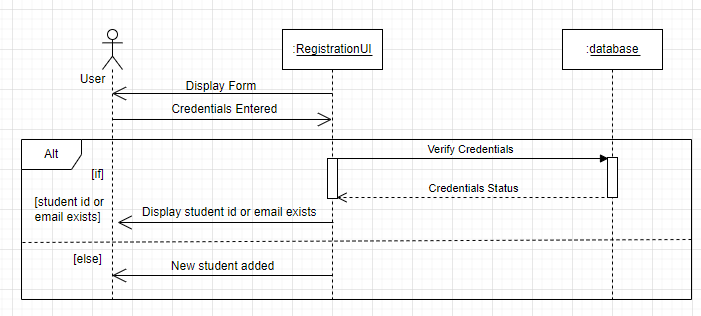 :RegistrationUI
:database
User
Display Form
Credentials Entered
Alt
Verify Credentials
[if]
Credentials Status
[student id or
email exists]
Display student id or email exists
[else]
New student added